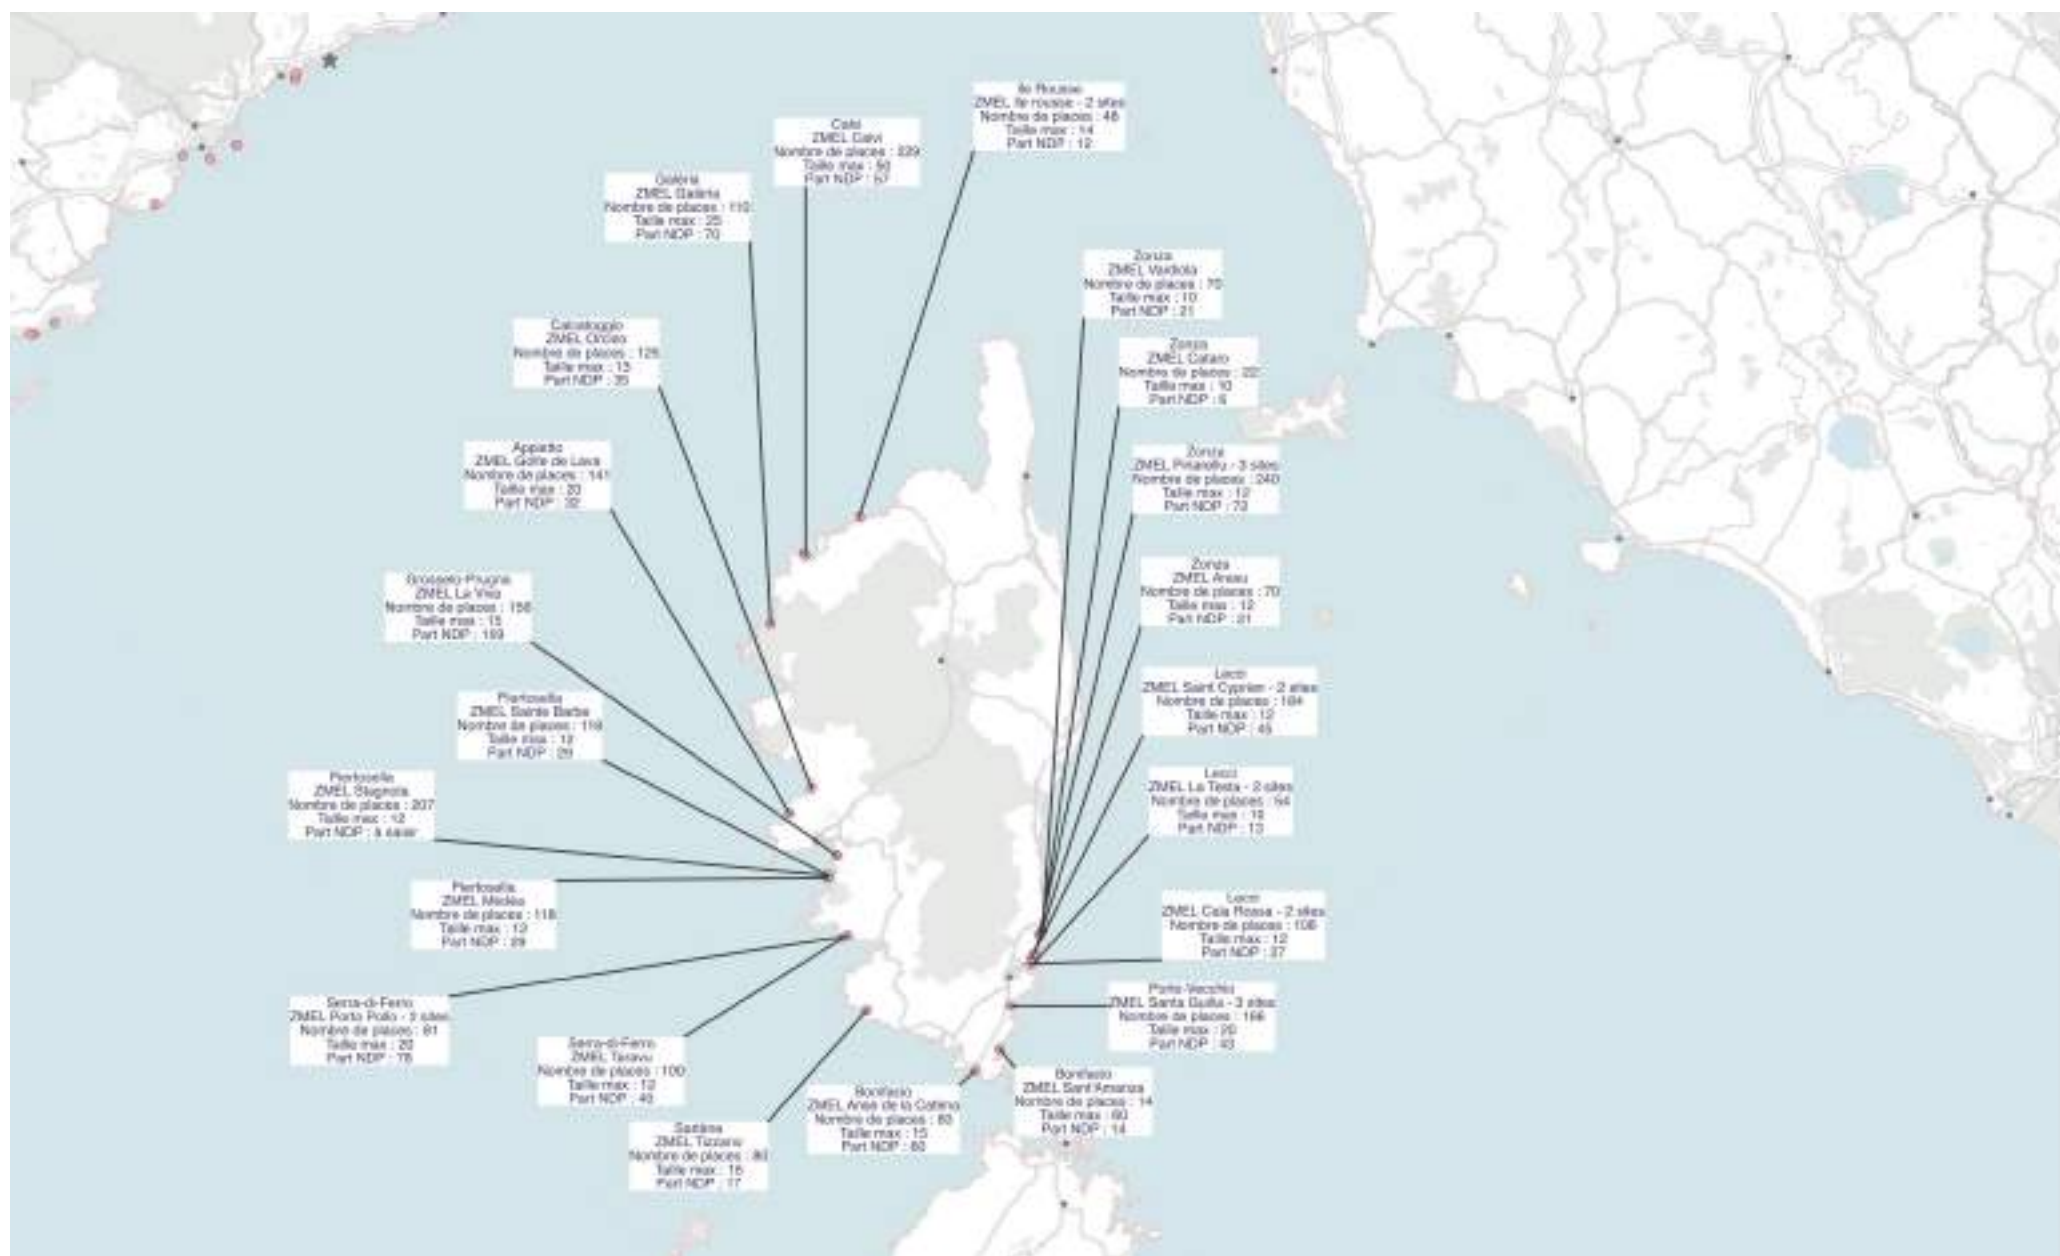 Ile Rousse
ZMEL Ile rousse - 2 sites
Nombre de places : 48
Taille max : 14
Part NDP : 12
Calvi
ZMEL Calvi
Nombre de places : 229
Taille max : 50
Part NDP : 57
Galéria
ZMEL Galéria
Nombre de places : 110
Taille max : 25
Part NDP : 70
Zonza
ZMEL Vardiola
Nombre de places : 70
Taille max : 10
Part NDP : 21
Calcatoggio
ZMEL Orcino
Nombre de places : 125
Taille max :
Part NDP : 35
Zonza
ZMEL Cataro
Nombre de places : 22
Taille max : 10
Part NDP : 6
Appietto
ZMEL Golfe de Lava
Nombre de places : 141
Taille max : 20
Part NDP : 32
Zonza
ZMEL Pinarellu - 3 sites
Nombre de places : 240
Taille max : 12
Part NDP : 72
Zonza
ZMEL
Nombre de places : 70
Taille max : 12
Part NDP : 21
Grosseto-Prugna
ZMEL La Viva
Nombre de places : 156
Taille max : 15
Part NDP :
Lecci
ZMEL Saint Cyprien - 2 sites
Nombre de places : 184
Taille max : 12
Part NDP : 45
Pietrosella
ZMEL Sainte Barbe
Nombre de places : 118
Taille max : 12
Part NDP : 29
Lecci
ZMEL La Testa - 2 sites
Nombre de places : 54
Taille max : 10
Part NDP : 13
ZMEL Stagnola
Nombre de places : 207
Taille max : 12
Part NDP : à saisir
ZMEL Médéa
Nombre de places : 118
Taille max : 12
Part NDP : 29
Lecci
ZMEL Cala Rossa - 2 sites
Nombre de places : 108
Taille max : 12
Part NDP : 27
Porto-Vecchio
ZMEL Santa Giulia - 3 sites
Nombre de places :
Taille max : 20
Part NDP : 43
Serra-di-Ferro
ZMEL Porto Pollo - 2 sites
Nombre de places : 81
Taille max : 20
Part NDP : 78
Serra-di-Ferro
ZMEL Taravu
Nombre de places : 100
Taille max : 12
Part NDP : 40
Bonifacio
ZMEL Sant'Amanza
Nombre de places : 14
Taille max : 60
Part NDP : 14
Bonifacio
ZMEL Anse de la Catena
Nombre de places : 83
Taille max : 15
Part NDP : 60
Sartène
ZMEL Tizzano
Nombre de places : 80
Taille max :
Part NDP : 17